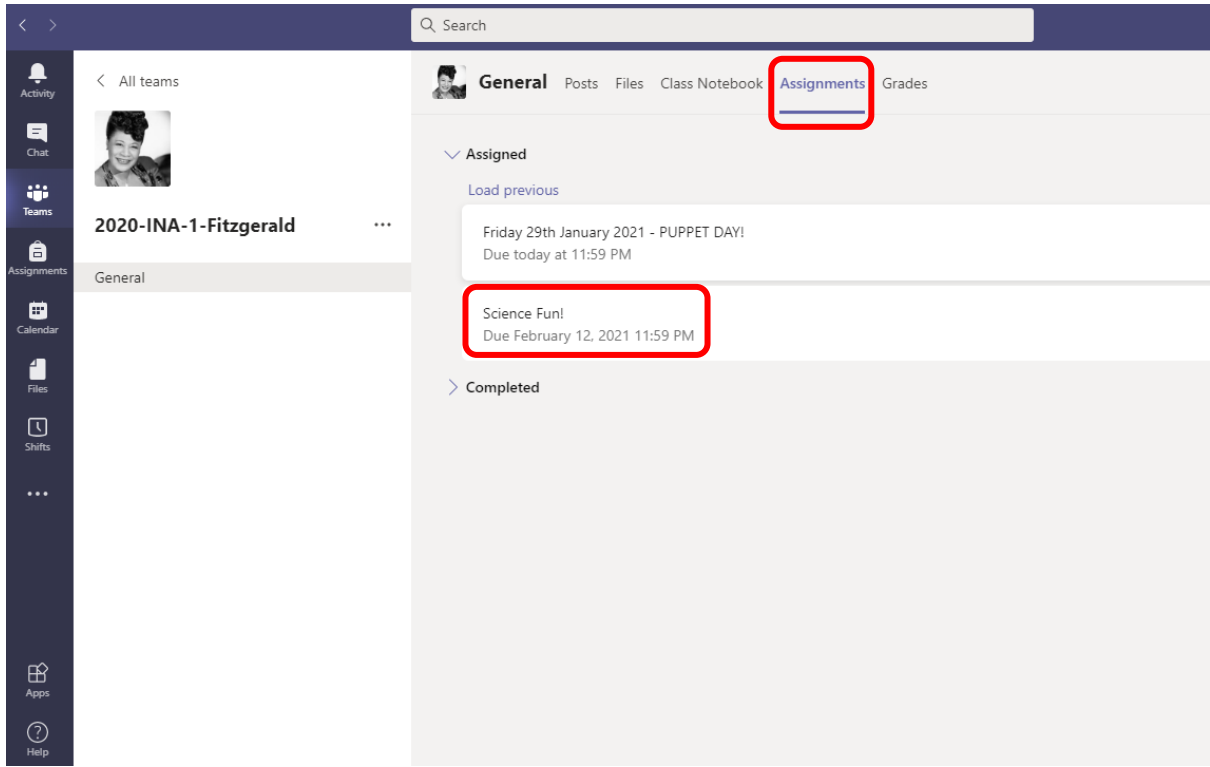 Search
Activity
Chat
Teams
Assignments
Calendar
Files
Shifts
Apps
Help
All teams
2020-INA-1-Fitzgerald
General
General Posts Files Class Notebook Assignments Grades
Assigned
Load previous
Friday 29th January 2021 - PUPPET DAY!
Due today at 11:59 PM
Science Fun!
Due February 12, 2021 11:59 PM
Completed